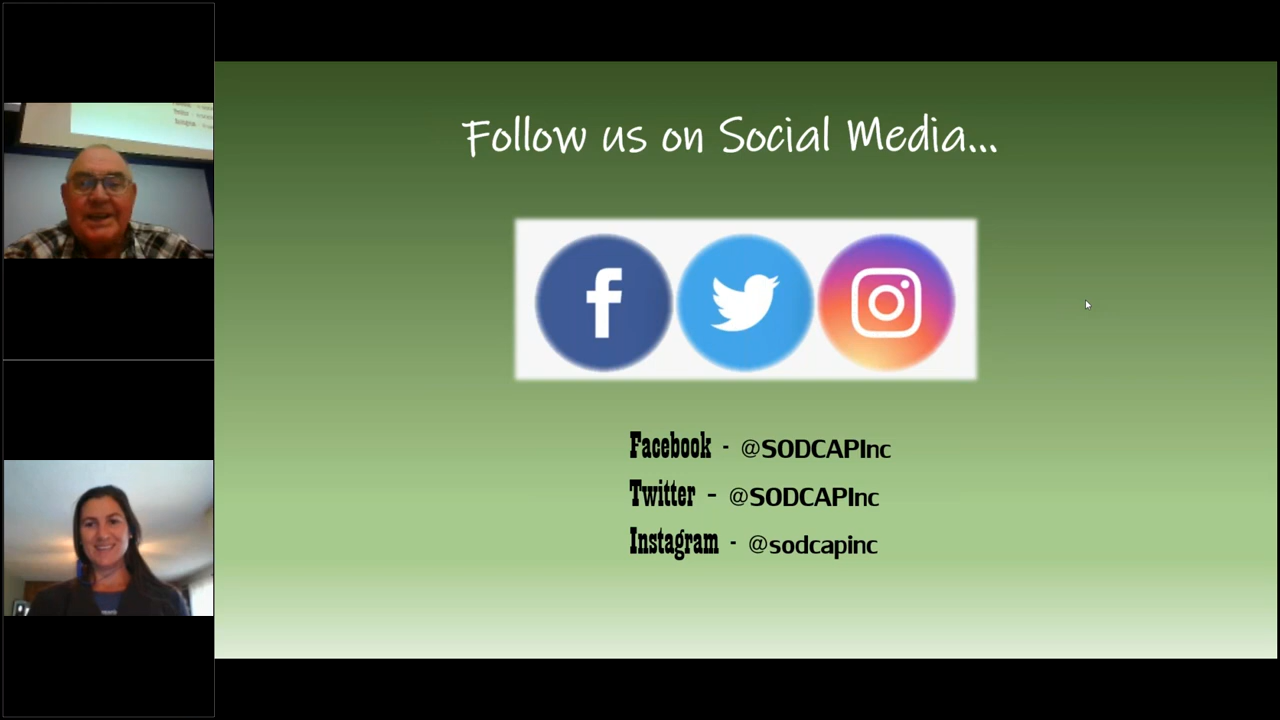 Follow us on Social Media...
Facebook - @SODCAPInc
Twitter - @SODCAPInc
Instagram - @sodcapinc